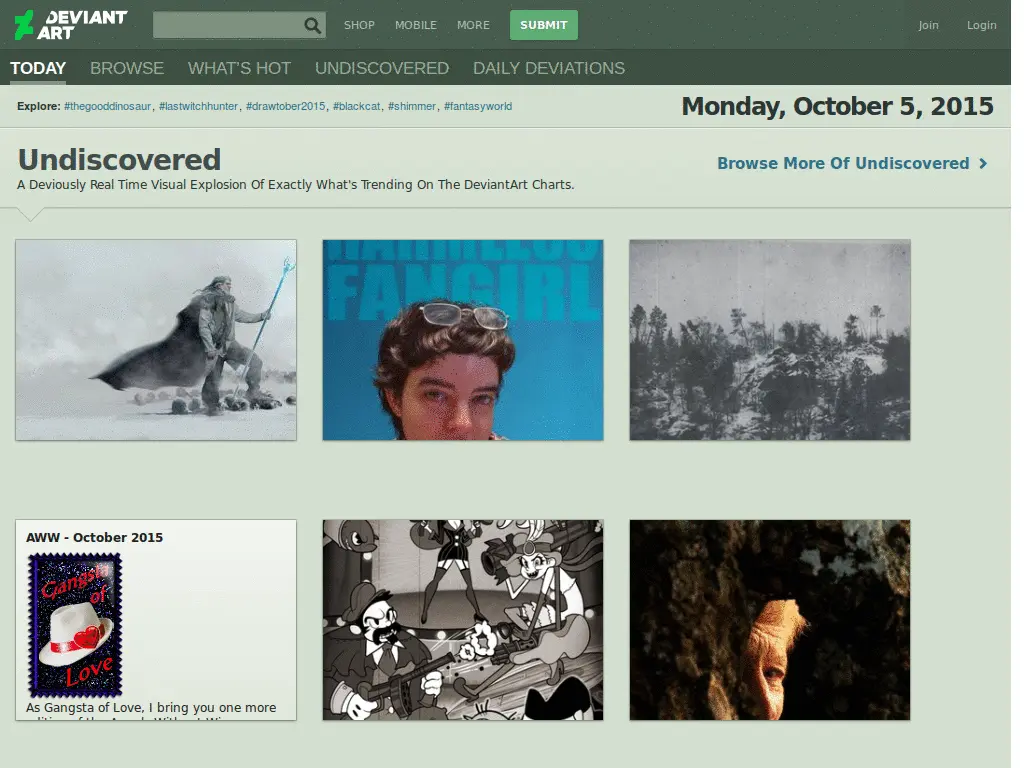 DEVIANT ART
SHOP MOBILE MORE SUBMIT Join Login
TODAY BROWSE WHAT'S HOT UNDISCOVERED DAILY DEVIATIONS
Explore: #thegooddinosaur, #lastwitchhunter, #drawtober2015, #blackcat, #shimmer, #fantasyworld
Monday, October 5, 2015
Undiscovered
Browse More Of Undiscovered
A Deviously Real Time Visual Explosion Of Exactly What's Trending On The DeviantArt Charts.
HARMLESS
FANGIRL
AWW - October 2015
Gangsta
of
Love
As Gangsta of Love, I bring you one more